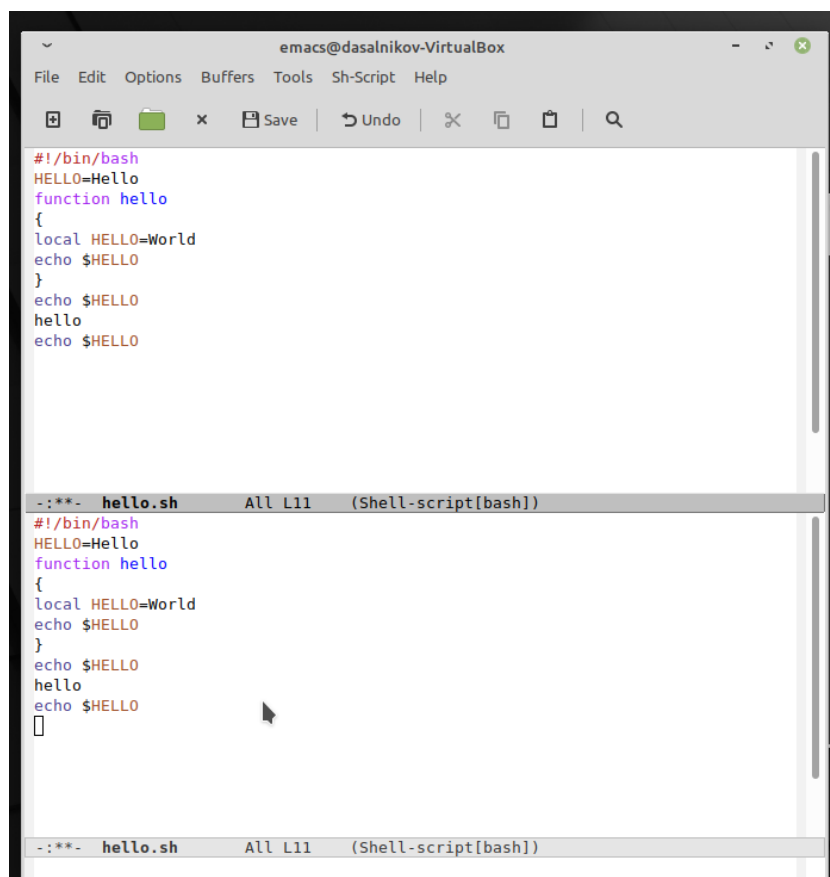 emacs@dasalnikov-VirtualBox
File Edit Options Buffers Tools Sh-Script Help
Save Undo
#!/bin/bash
HELLO=Hello
function hello
{
local HELLO=World
echo $HELLO
}
echo $HELLO
hello
echo $HELLO
-:**- hello.sh All L11 (Shell-script[bash])
#!/bin/bash
HELLO=Hello
function hello
{
local HELLO=World
echo $HELLO
}
echo $HELLO
hello
echo $HELLO
-:**- hello.sh All L11 (Shell-script[bash])